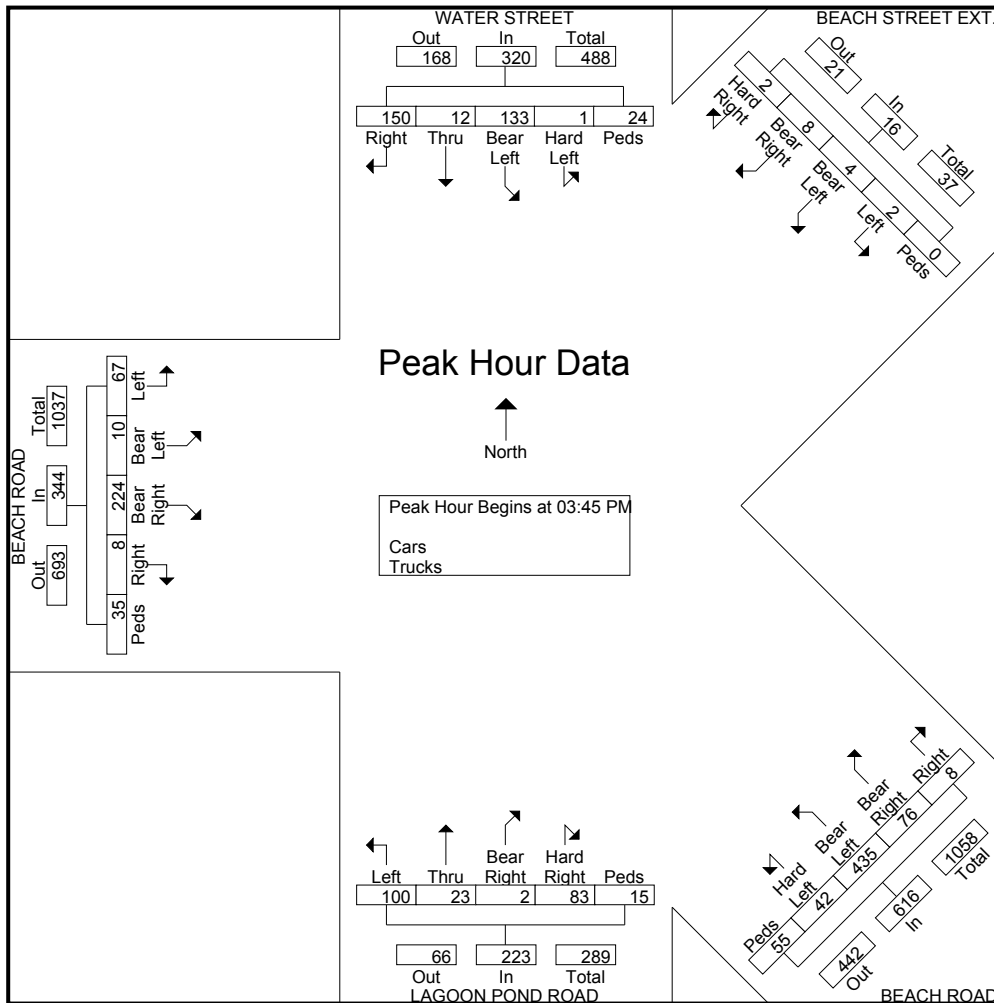 WATER STREET
Out In Total
168 320 488
150 12 133 1 24
Right Thru Bear Left Hard Left Peds
BEACH STREET EXT.
Out In Total
21 16 37
2 8 4 2 0
Hard Right Bear Right Bear Left Left Peds
BEACH ROAD
Total In Out
1037 344 693
67 10 224 8 35
Left Bear Left Bear Right Right Peds
Peak Hour Data
North
Peak Hour Begins at 03:45 PM
Cars
Trucks
Right Bear Right Bear Left Hard Left Peds
8 76 435 42 55
1058 616 442
Total In Out
BEACH ROAD
Left Thru Bear Right Hard Right Peds
100 23 2 83 15
66 223 289
Out In Total
LAGOON POND ROAD